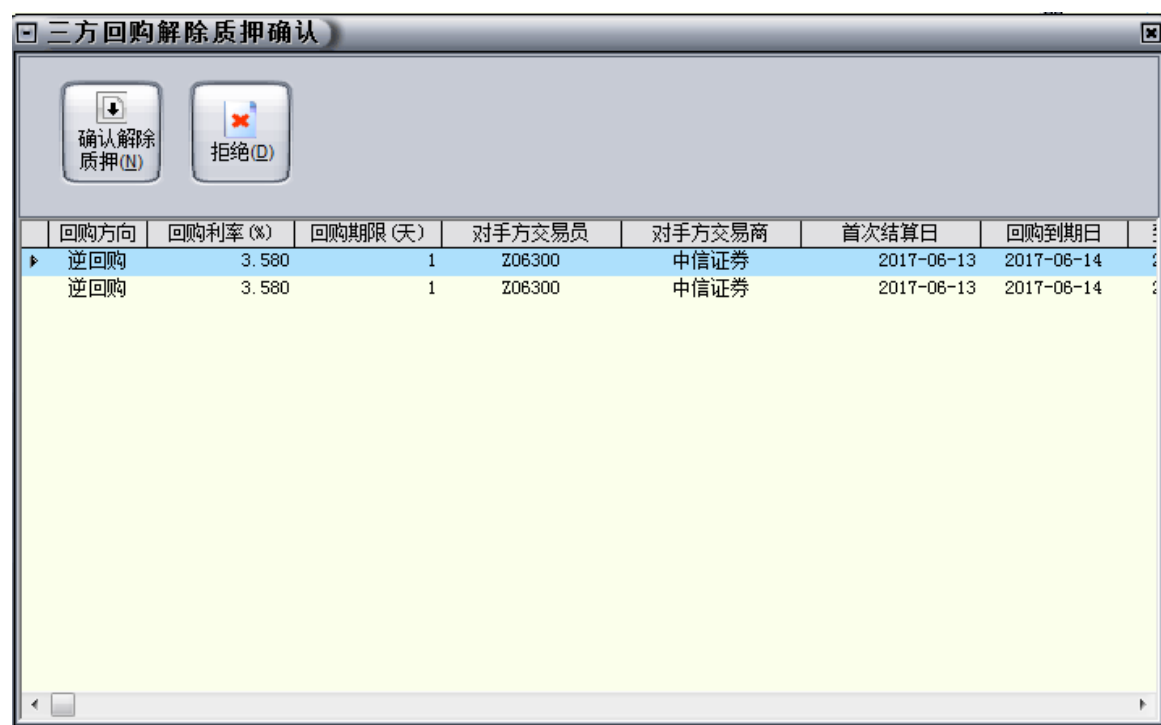 三方回购解除质押确认
确认解除
质押(N)
拒绝(D)
回购方向 回购利率(%) 回购期限(天) 对手方交易员 对手方交易商 首次结算日 回购到期日
逆回购 3.580 1 Z06300 中信证券 2017-06-13 2017-06-14
逆回购 3.580 1 Z06300 中信证券 2017-06-13 2017-06-14